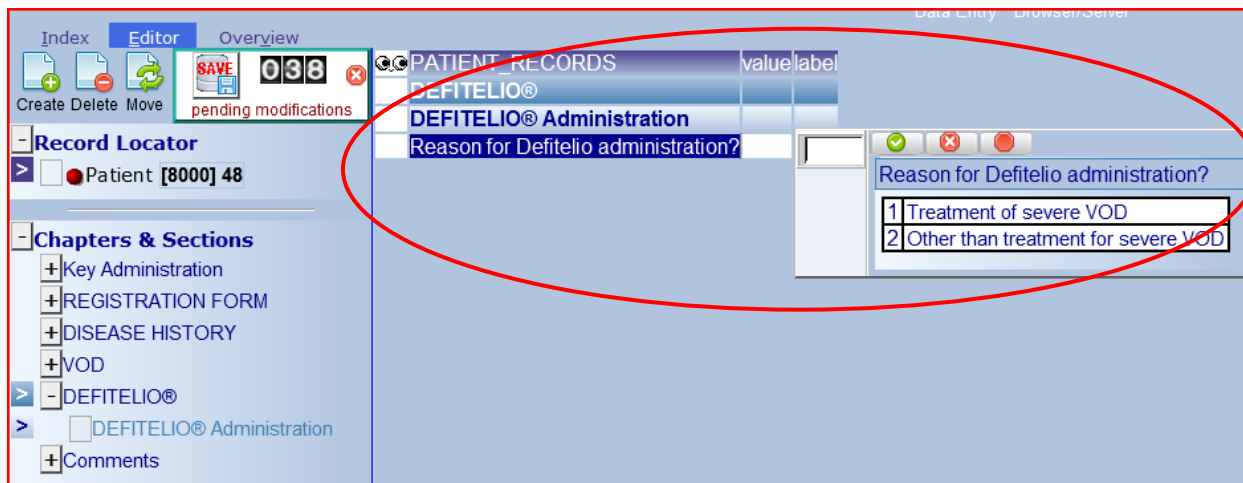 Data Entry Browser/Server
Index Editor Overview
SAVE 038
Create Delete Move
pending modifications
PATIENT_RECORDS value label
DEFITELIO®
DEFITELIO® Administration
Reason for Defitelio administration?
Record Locator
Patient [8000] 48
Reason for Defitelio administration?
1 Treatment of severe VOD
2 Other than treatment for severe VOD
Chapters & Sections
Key Administration
REGISTRATION FORM
DISEASE HISTORY
VOD
DEFITELIO®
DEFITELIO® Administration
Comments